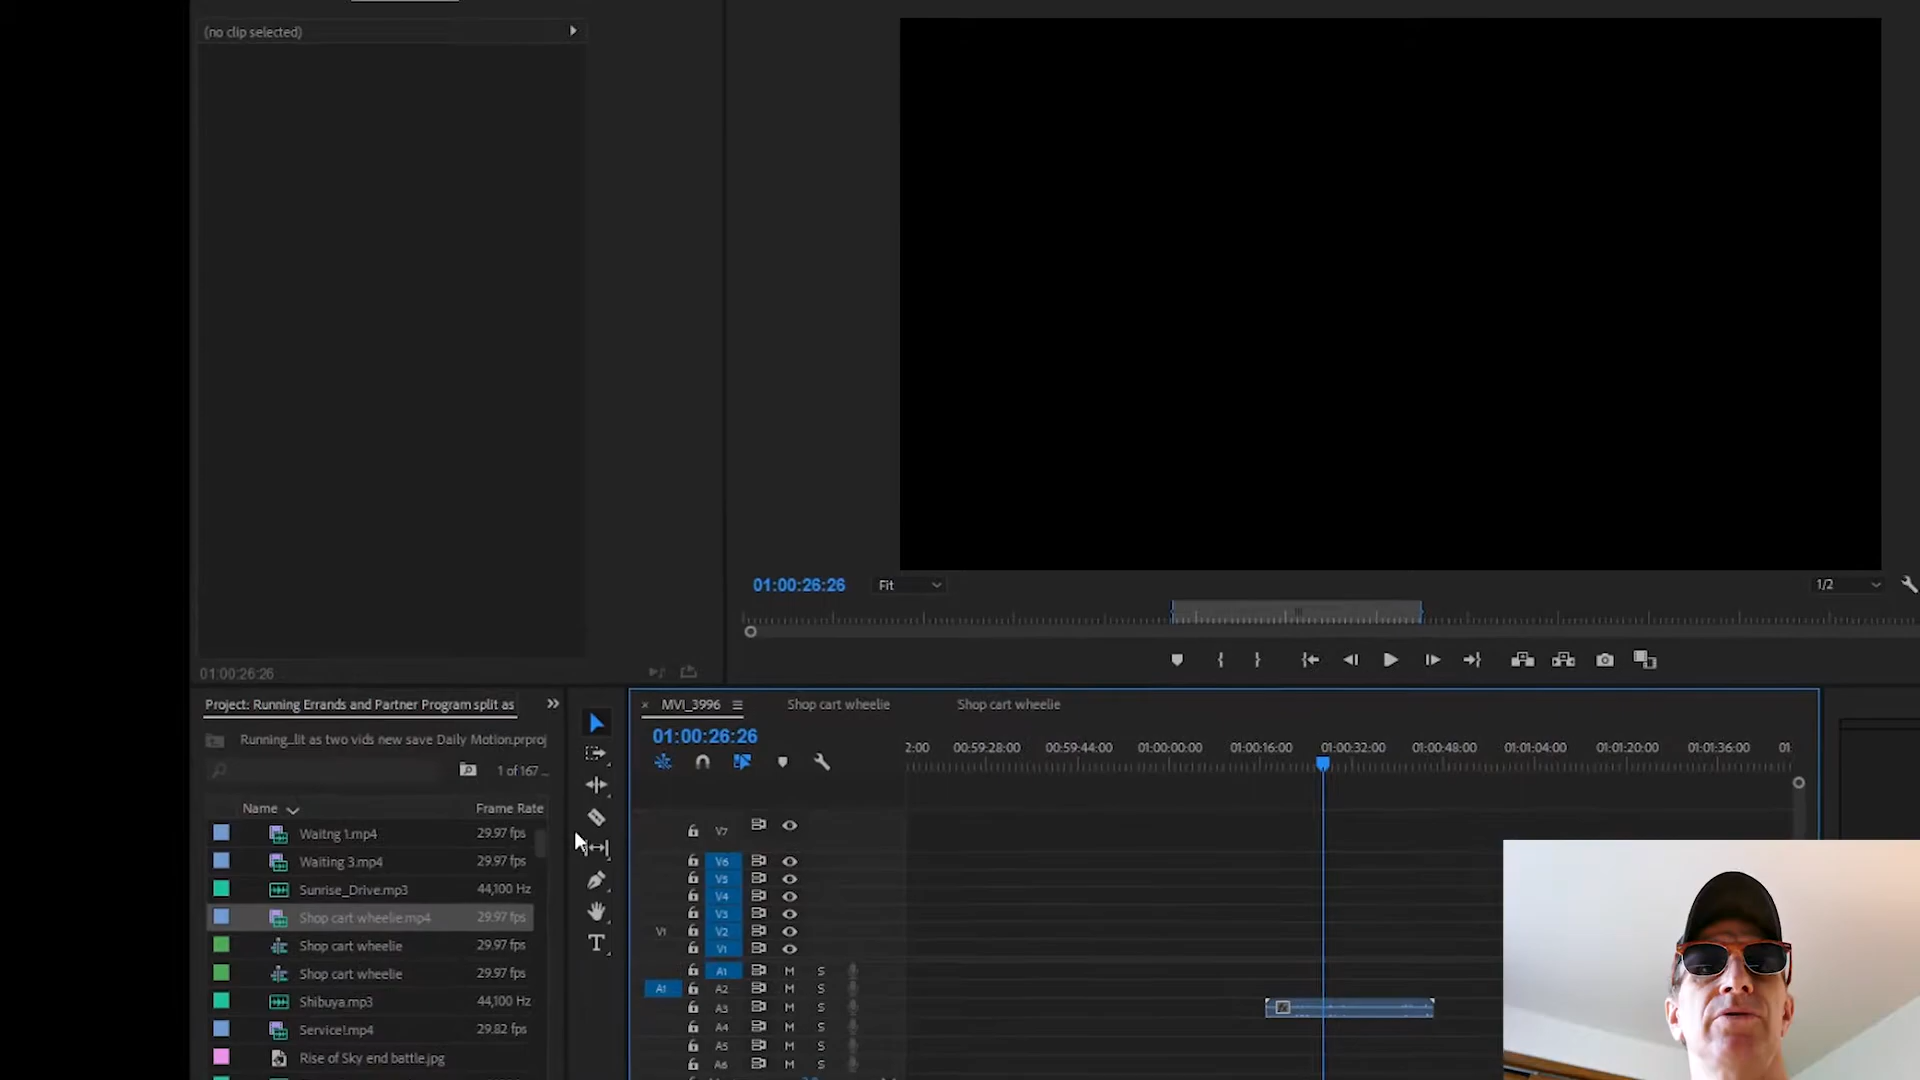 (no clip selected)
01:00:26:26
Fit
1/2
01:00:26:26
Project: Running Errands and Partner Program split as
Running...lit as two vids new save Daily Motion.prproj
1 of 167 ...
Name
Frame Rate
Waitng 1.mp4
29.97 fps
Waiting 3.mp4
29.97 fps
Sunrise_Drive.mp3
44,100 Hz
Shop cart wheelie.mp4
29.97 fps
Shop cart wheelie
29.97 fps
Shop cart wheelie
29.97 fps
Shibuya.mp3
44,100 Hz
Service!.mp4
29.82 fps
Rise of Sky end battle.jpg
MVI_3996
Shop cart wheelie
Shop cart wheelie
01:00:26:26
2:00
00:59:28:00
00:59:44:00
01:00:00:00
01:00:16:00
01:00:32:00
01:00:48:00
01:01:04:00
01:01:20:00
01:01:36:00
01
V7
V6
V5
V4
V3
V1 V2
V1
A1 M S
A1 A2 M S
A3 M S
A4 M S
A5 M S
A6 M S